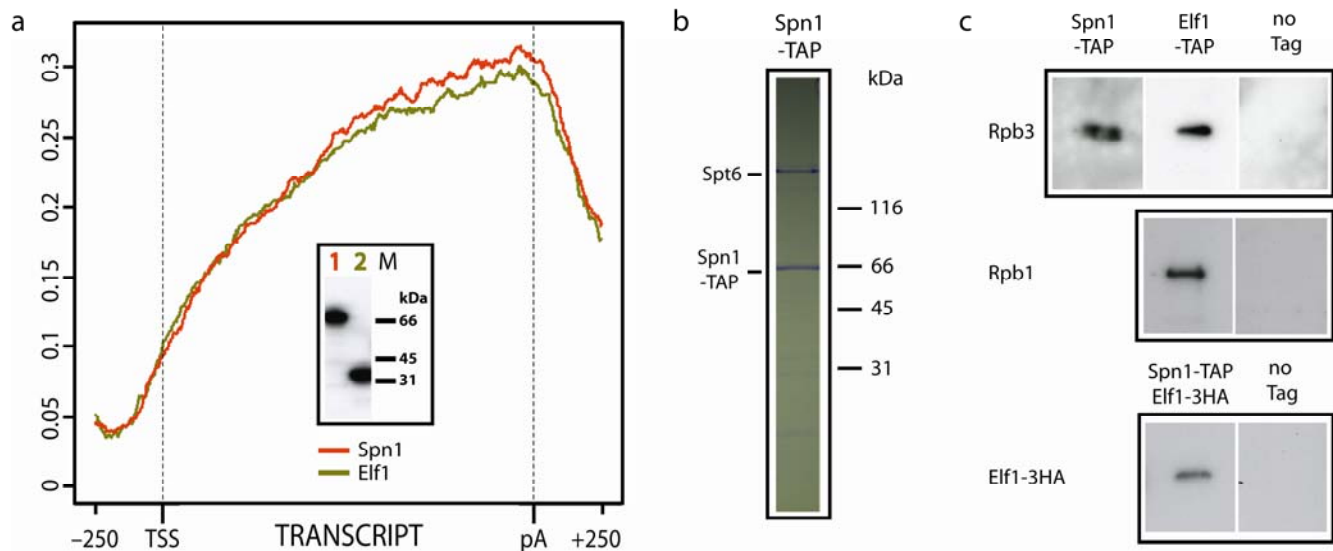 a
0.3
0.25
0.2
0.15
0.1
0.05
0
1 2 M
kDa
66
45
31
Spn1
Elf1
−250 TSS TRANSCRIPT pA +250
b
Spn1
-TAP
kDa
Spt6
116
Spn1
-TAP
66
45
31
c
Spn1
-TAP
Elf1
-TAP
no
Tag
Rpb3
Rpb1
Spn1-TAP
Elf1-3HA
no
Tag
Elf1-3HA